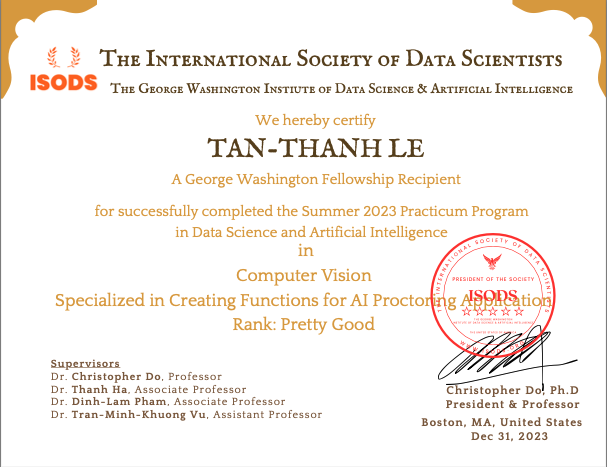 ISODS
The International Society of Data Scientists
The George Washington Instiute of Data Science & Artificial Intelligence
We hereby certify
TAN-THANH LE
A George Washington Fellowship Recipient
for successfully completed the Summer 2023 Practicum Program
in Data Science and Artificial Intelligence
in
Computer Vision
Specialized in Creating Functions for AI Proctoring Application
Rank: Pretty Good
THE INTERNATIONAL SOCIETY OF DATA SCIENTISTS
PRESIDENT OF THE SOCIETY
ISODS
Supervisors
Dr. Christopher Do, Professor
Dr. Thanh Ha, Associate Professor
Dr. Dinh-Lam Pham, Associate Professor
Dr. Tran-Minh-Khuong Vu, Assistant Professor
Christopher Do, Ph.D
President & Professor
Boston, MA, United States
Dec 31, 2023